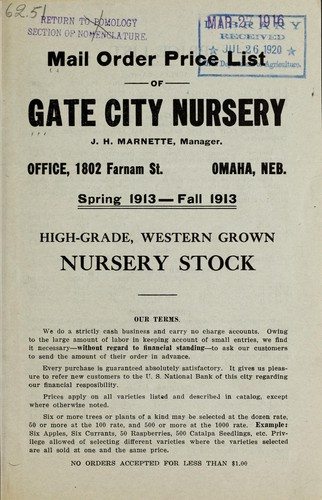 62.51
RETURN TO POMOLOGY
SECTION OF NOMENCLATURE.
MAR 27 1916
LIBRARY
RECEIVED
★ JUL 26 1920 ★
Agriculture.
Mail Order Price List
OF
GATE CITY NURSERY
J. H. MARNETTE, Manager.
OFFICE, 1802 Farnam St. OMAHA, NEB.
Spring 1913 — Fall 1913
HIGH-GRADE, WESTERN GROWN
NURSERY STOCK
OUR TERMS.
We do a strictly cash business and carry no charge accounts. Owing
to the large amount of labor in keeping account of small entries, we find
it necessary—without regard to financial standing—to ask our customers
to send the amount of their order in advance.
Every purchase is guaranteed absolutely satisfactory. It gives us pleas-
ure to refer new customers to the U. S. National Bank of this city regarding
our financial resposibility.
Prices apply on all varieties listed and described in catalog, except
where otherwise noted.
Six or more trees or plants of a kind may be selected at the dozen rate,
50 or more at the 100 rate, and 500 or more at the 1000 rate. Example:
Six Apples, Six Currants, 50 Raspberries, 500 Catalpa Seedlings, etc. Priv-
ilege allowed of selecting different varieties where the varieties selected
are all sold at one and the same price.
NO ORDERS ACCEPTED FOR LESS THAN $1.00